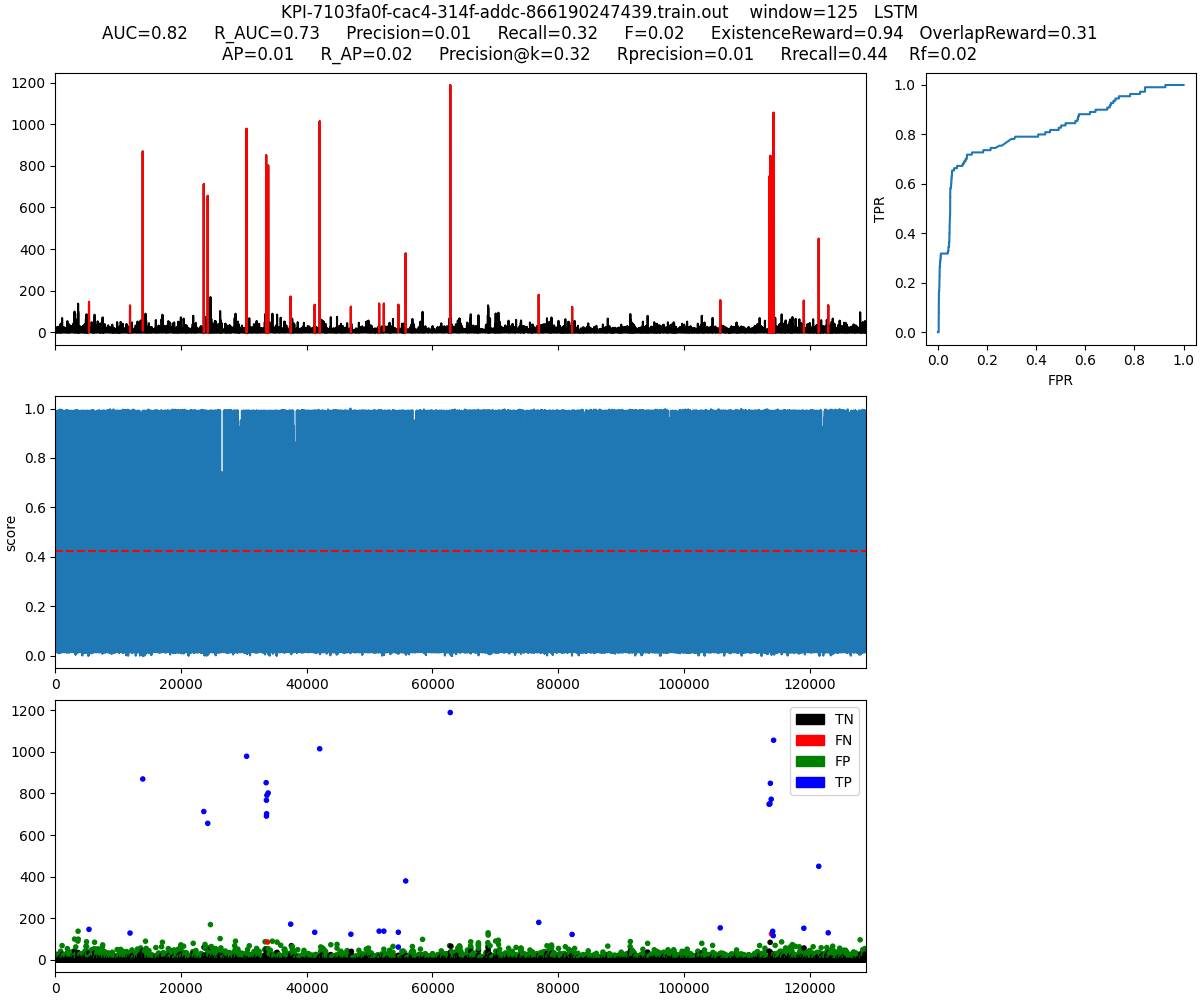 KPI-7103fa0f-cac4-314f-addc-866190247439.train.out    window=125   LSTM
AUC=0.82     R_AUC=0.73     Precision=0.01     Recall=0.32     F=0.02     ExistenceReward=0.94   OverlapReward=0.31
AP=0.01     R_AP=0.02     Precision@k=0.32     Rprecision=0.01     Rrecall=0.44    Rf=0.02
1200
1000
800
600
400
200
0
1.0
0.8
0.6
0.4
0.2
0.0
TPR
0.0 0.2 0.4 0.6 0.8 1.0
FPR
1.0
0.8
0.6
0.4
0.2
0.0
score
0 20000 40000 60000 80000 100000 120000
1200
1000
800
600
400
200
0
TN
FN
FP
TP
0 20000 40000 60000 80000 100000 120000